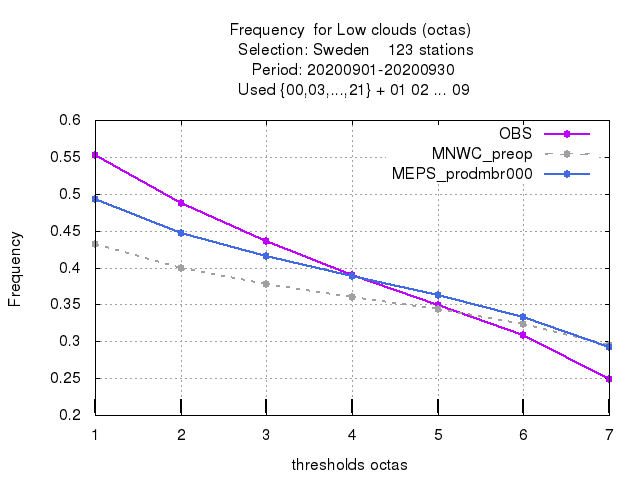 Frequency for Low clouds (octas)
Selection: Sweden 123 stations
Period: 20200901-20200930
Used {00,03,...,21} + 01 02 ... 09
OBS
MNWC_preop
MEPS_prodmbr000
Frequency
0.6
0.55
0.5
0.45
0.4
0.35
0.3
0.25
0.2
1 2 3 4 5 6 7
thresholds octas